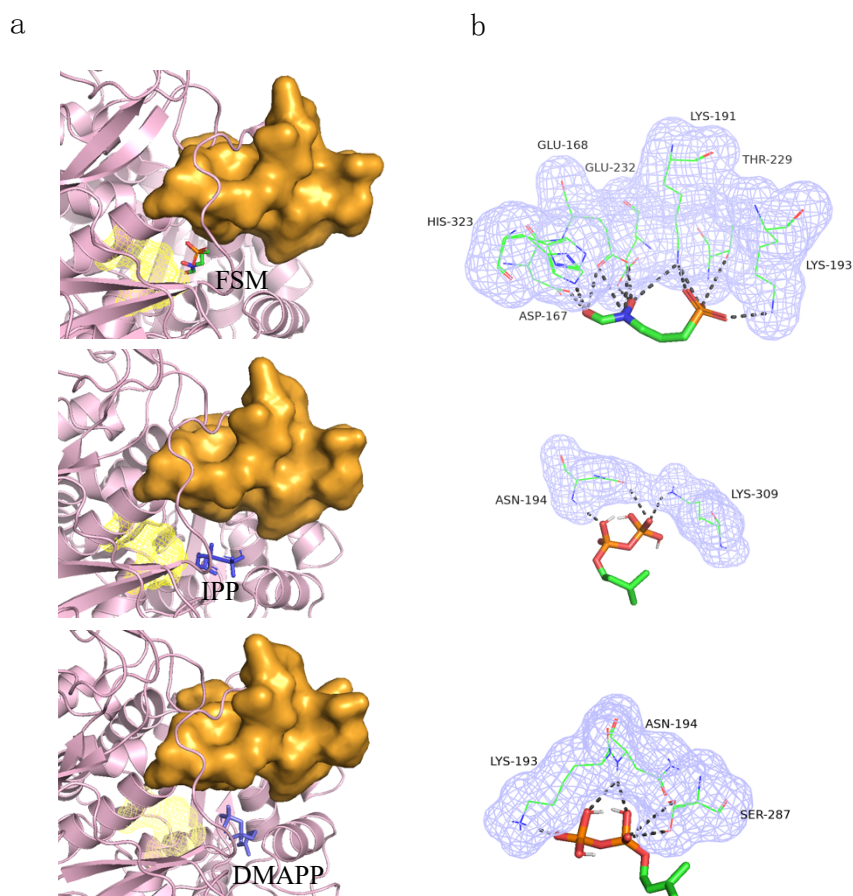 a
b
FSM
LYS-191
GLU-168
GLU-232
THR-229
HIS-323
LYS-193
ASP-167
IPP
ASN-194
LYS-309
DMAPP
ASN-194
LYS-193
SER-287